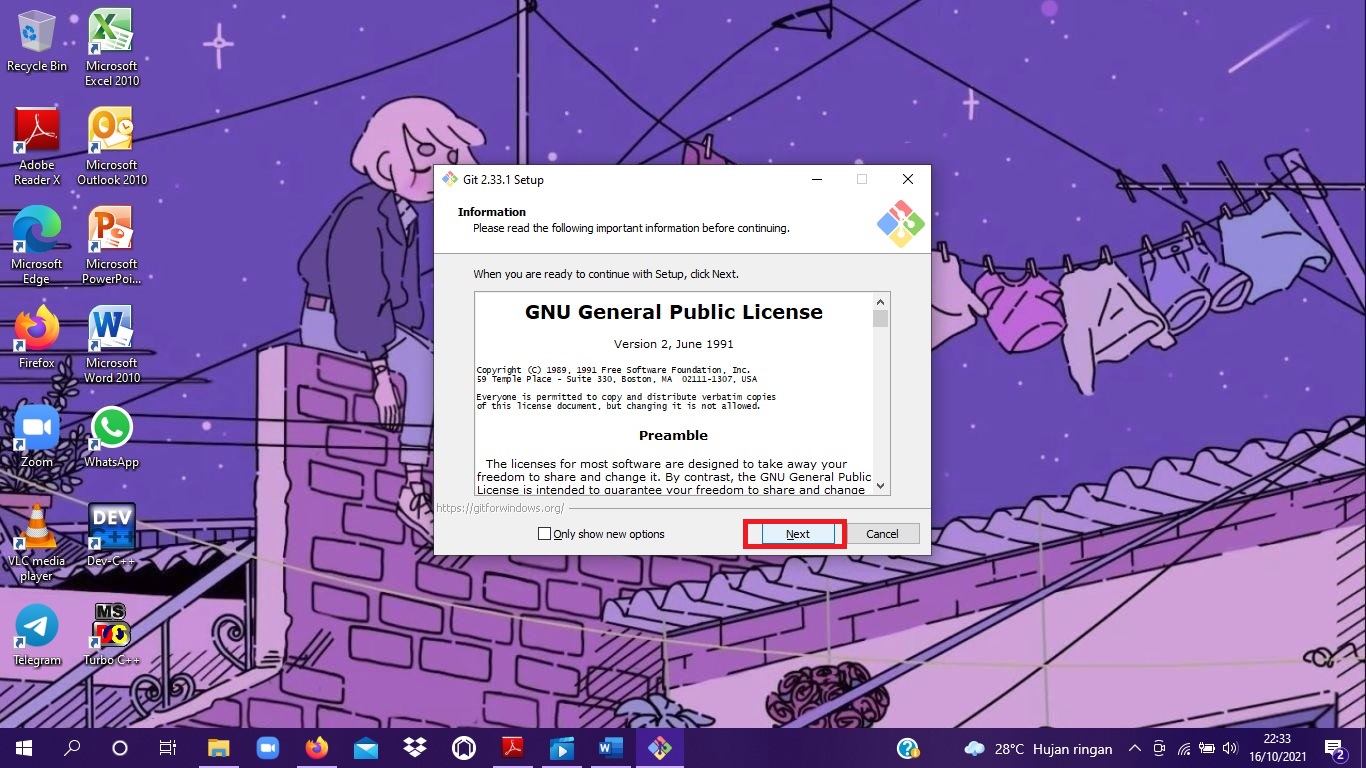 Recycle Bin
Microsoft
Excel 2010
Adobe
Reader X
Microsoft
Outlook 2010
Microsoft
Edge
Microsoft
PowerPoi...
Firefox
Microsoft
Word 2010
Zoom
WhatsApp
VLC media
player
DEV
C++
Dev-C++
Telegram
MS
Turbo C++
Git 2.33.1 Setup
Information
Please read the following important information before continuing.
When you are ready to continue with Setup, click Next.
GNU General Public License
Version 2, June 1991
Copyright (C) 1989, 1991 Free Software Foundation, Inc.
59 Temple Place - Suite 330, Boston, MA  02111-1307, USA
Everyone is permitted to copy and distribute verbatim copies
of this license document, but changing it is not allowed.
Preamble
The licenses for most software are designed to take away your
freedom to share and change it. By contrast, the GNU General Public
License is intended to guarantee your freedom to share and change
https://gitforwindows.org/
Only show new options
Next
Cancel
28°C Hujan ringan
22:33
16/10/2021
2